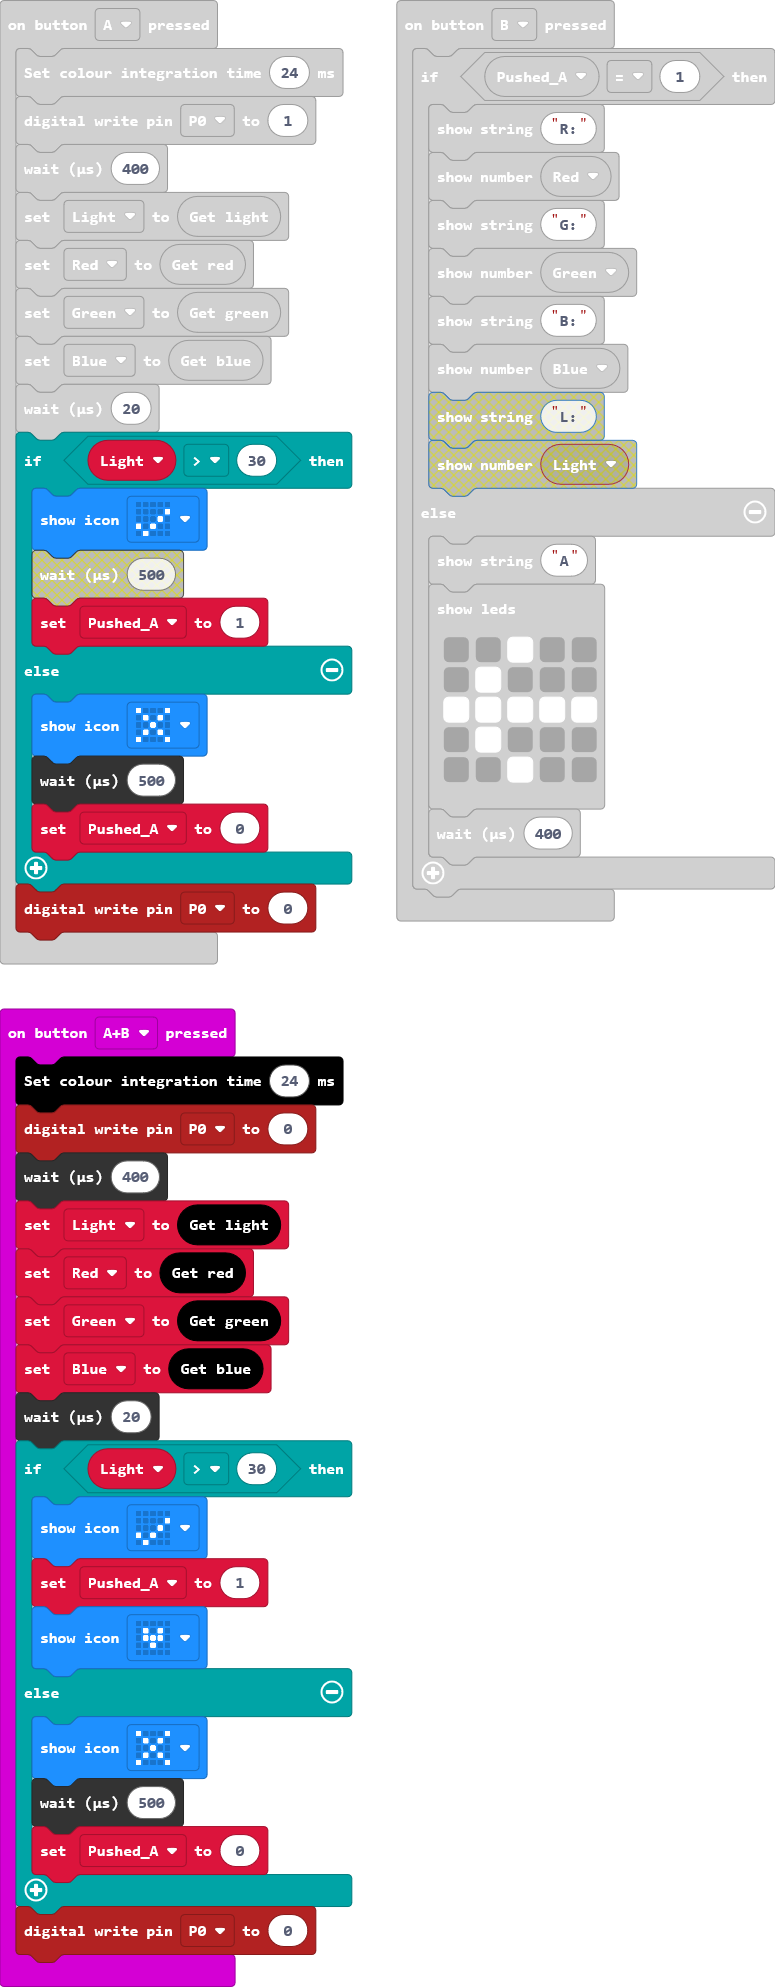 on button A pressed
Set colour integration time 24 ms
digital write pin P0 to 1
wait (µs) 400
set Light to Get light
set Red to Get red
set Green to Get green
set Blue to Get blue
wait (µs) 20
if Light > 30 then
show icon
wait (µs) 500
set Pushed_A to 1
else
show icon
wait (µs) 500
set Pushed_A to 0
digital write pin P0 to 0
on button B pressed
if Pushed_A = 1 then
show string "R:"
show number Red
show string "G:"
show number Green
show string "B:"
show number Blue
show string "L:"
show number Light
else
show string "A"
show leds
wait (µs) 400
on button A+B pressed
Set colour integration time 24 ms
digital write pin P0 to 0
wait (µs) 400
set Light to Get light
set Red to Get red
set Green to Get green
set Blue to Get blue
wait (µs) 20
if Light > 30 then
show icon
set Pushed_A to 1
show icon
else
show icon
wait (µs) 500
set Pushed_A to 0
digital write pin P0 to 0